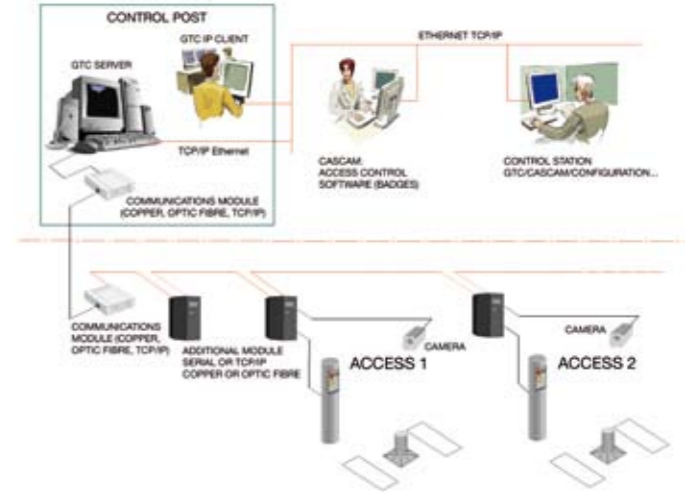 CONTROL POST
GTC IP CLIENT
GTC SERVER
TCP/IP Ethernet
COMMUNICATIONS MODULE
(COPPER, OPTIC FIBRE, TCP/IP)
ETHERNET TCP/IP
CASCAM:
ACCESS CONTROL
SOFTWARE (BADGES)
CONTROL STATION
GTC/CASCAM/CONFIGURATION...
COMMUNICATIONS
MODULE (COPPER,
OPTIC FIBRE, TCP/IP)
ADDITIONAL MODULE
SERIAL OR TCP/IP
COPPER OR OPTIC FIBRE
CAMERA
ACCESS 1
CAMERA
ACCESS 2